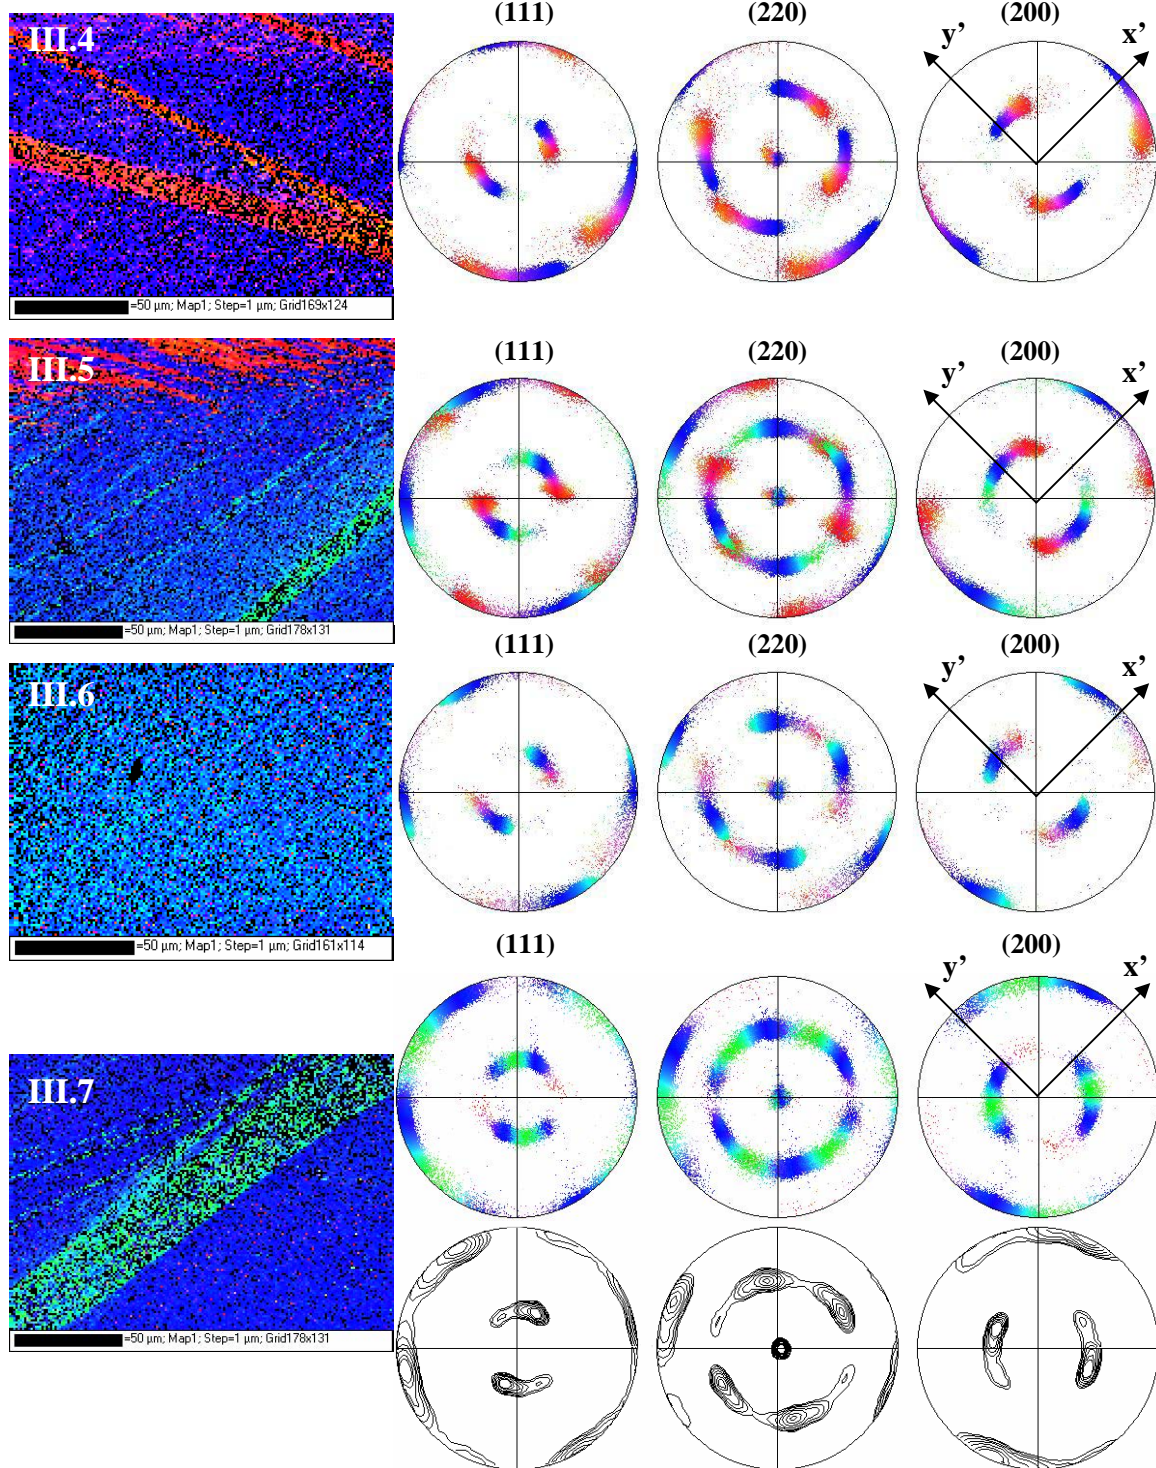 (111) (220) (200)
III.4
y’ x’
=50 µm; Map1; Step=1 µm; Grid169x124
(111) (220) (200)
III.5
y’ x’
=50 µm; Map1; Step=1 µm; Grid178x131
(111) (220) (200)
III.6
y’ x’
=50 µm; Map1; Step=1 µm; Grid161x114
(111) (220) (200)
y’ x’
III.7
=50 µm; Map1; Step=1 µm; Grid178x131